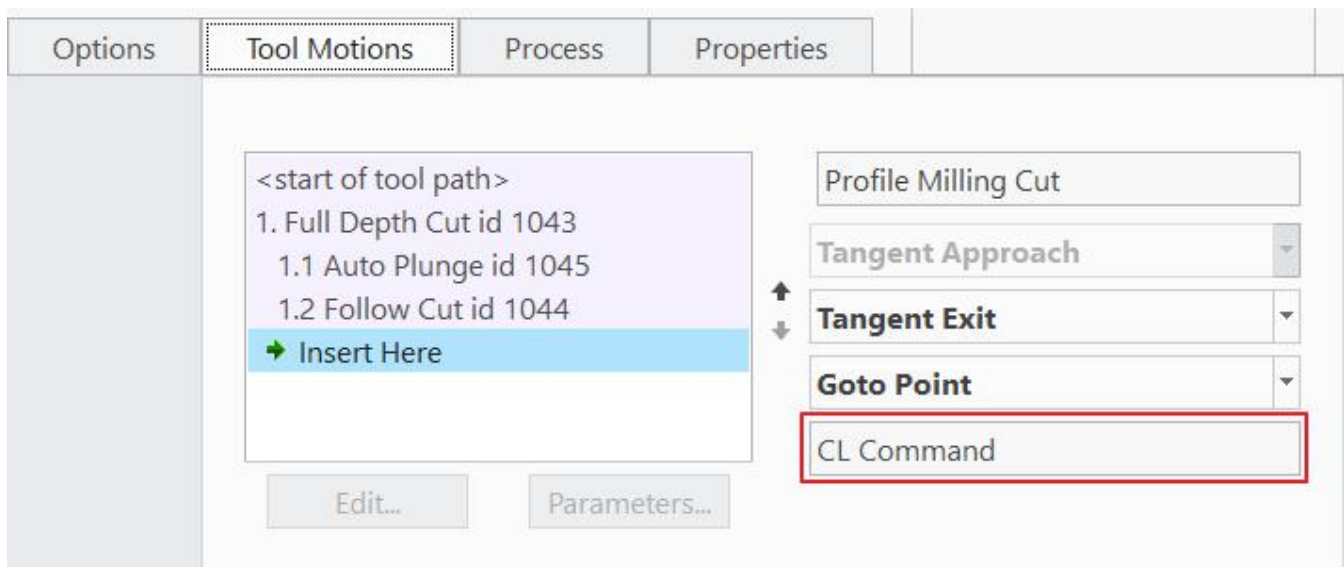 Options
Tool Motions
Process
Properties
<start of tool path>
1. Full Depth Cut id 1043
1.1 Auto Plunge id 1045
1.2 Follow Cut id 1044
Insert Here
Edit...
Parameters...
Profile Milling Cut
Tangent Approach
Tangent Exit
Goto Point
CL Command